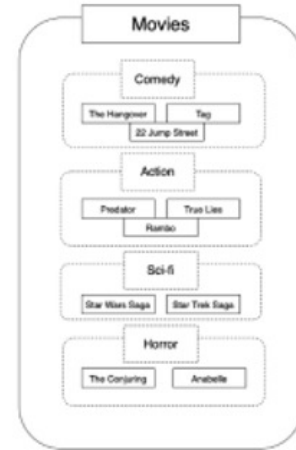 Movies
Comedy
The Hangover Tag
22 Jump Street
Action
Predator True Lies
Rambo
Sci-fi
Star Wars Saga Star Trek Saga
Horror
The Conjuring Anabelle